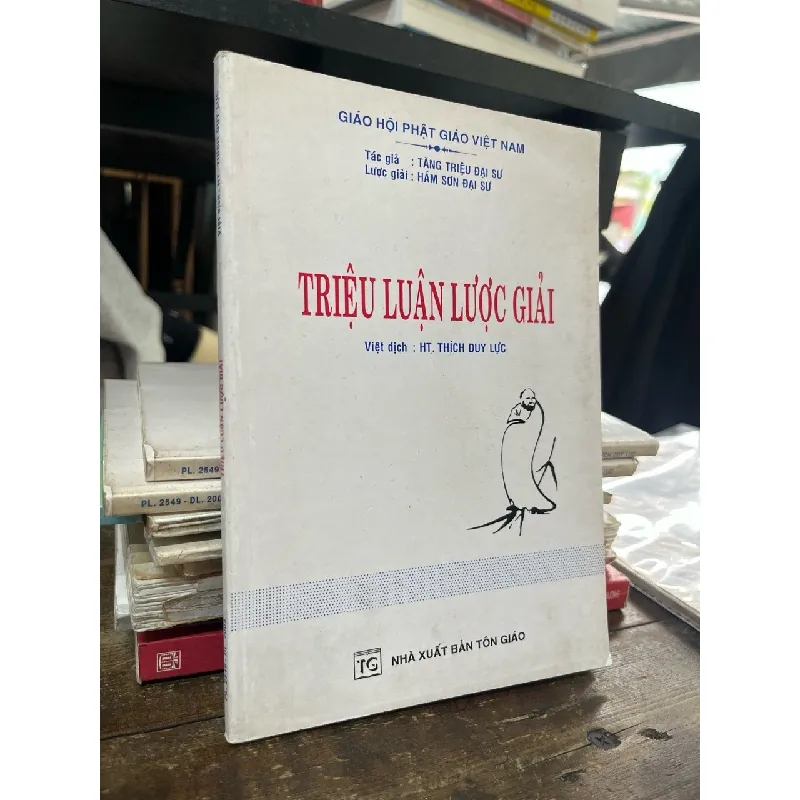 GIÁO HỘI PHẬT GIÁO VIỆT NAM
Tác giả : TĂNG TRIỆU ĐẠI SƯ
Lược giải : HÁM SƠN ĐẠI SƯ
TRIỆU LUẬN LƯỢC GIẢI
Việt dịch : HT. THÍCH DUY LỰC
TG
NHÀ XUẤT BẢN TÔN GIÁO
PL. 2549
PL. 2549 - DL. 200